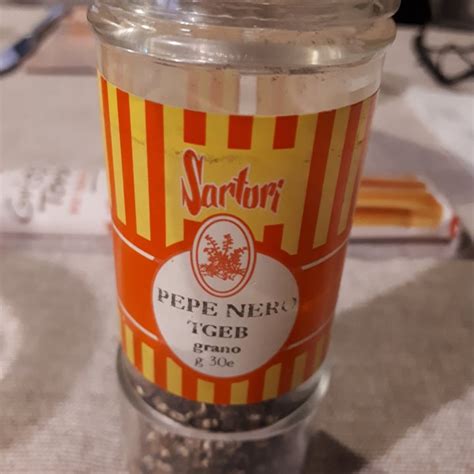 Sartori
PEPE NERO
TGEB
grano
g 30e